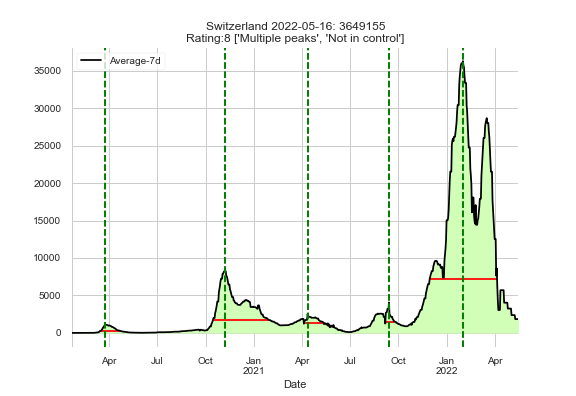 Switzerland 2022-05-16: 3649155
Rating:8 ['Multiple peaks', 'Not in control']
Average-7d
35000
30000
25000
20000
15000
10000
5000
0
Apr Jul Oct Jan Apr Jul Oct Jan Apr
2021 2022
Date